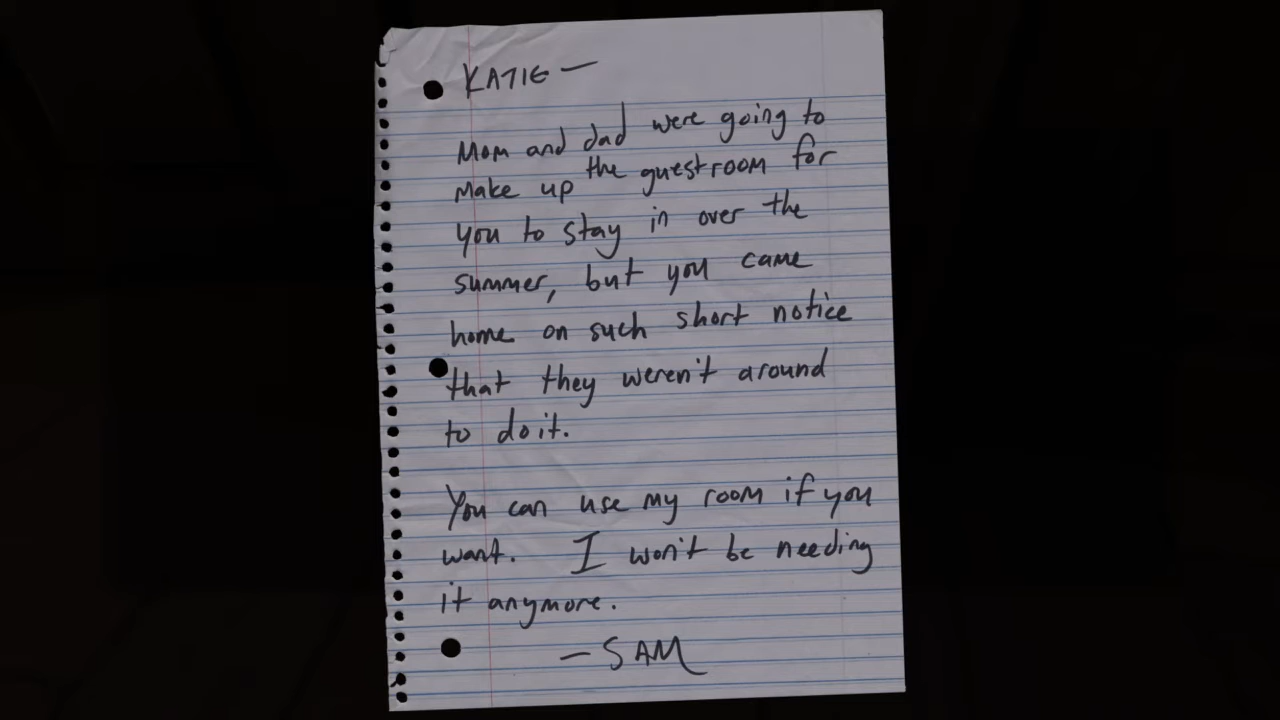 KATIE —
Mom and dad were going to
make up the guestroom for
you to stay in over the
summer, but you came
home on such short notice
that they weren't around
to do it.
You can use my room if you
want. I won't be needing
it anymore.
— SAM